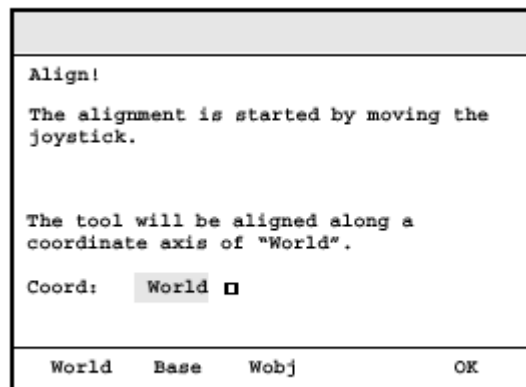 Align!
The alignment is started by moving the
joystick.
The tool will be aligned along a
coordinate axis of "World".
Coord: World
World Base Wobj OK